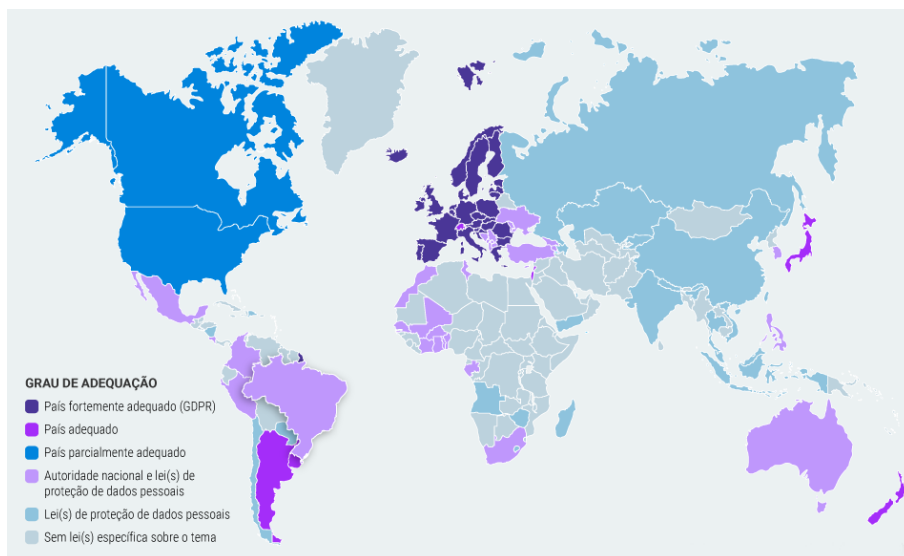 GRAU DE ADEQUAÇÃO
País fortemente adequado (GDPR)
País adequado
País parcialmente adequado
Autoridade nacional e lei(s) de
proteção de dados pessoais
Lei(s) de proteção de dados pessoais
Sem lei(s) específica sobre o tema